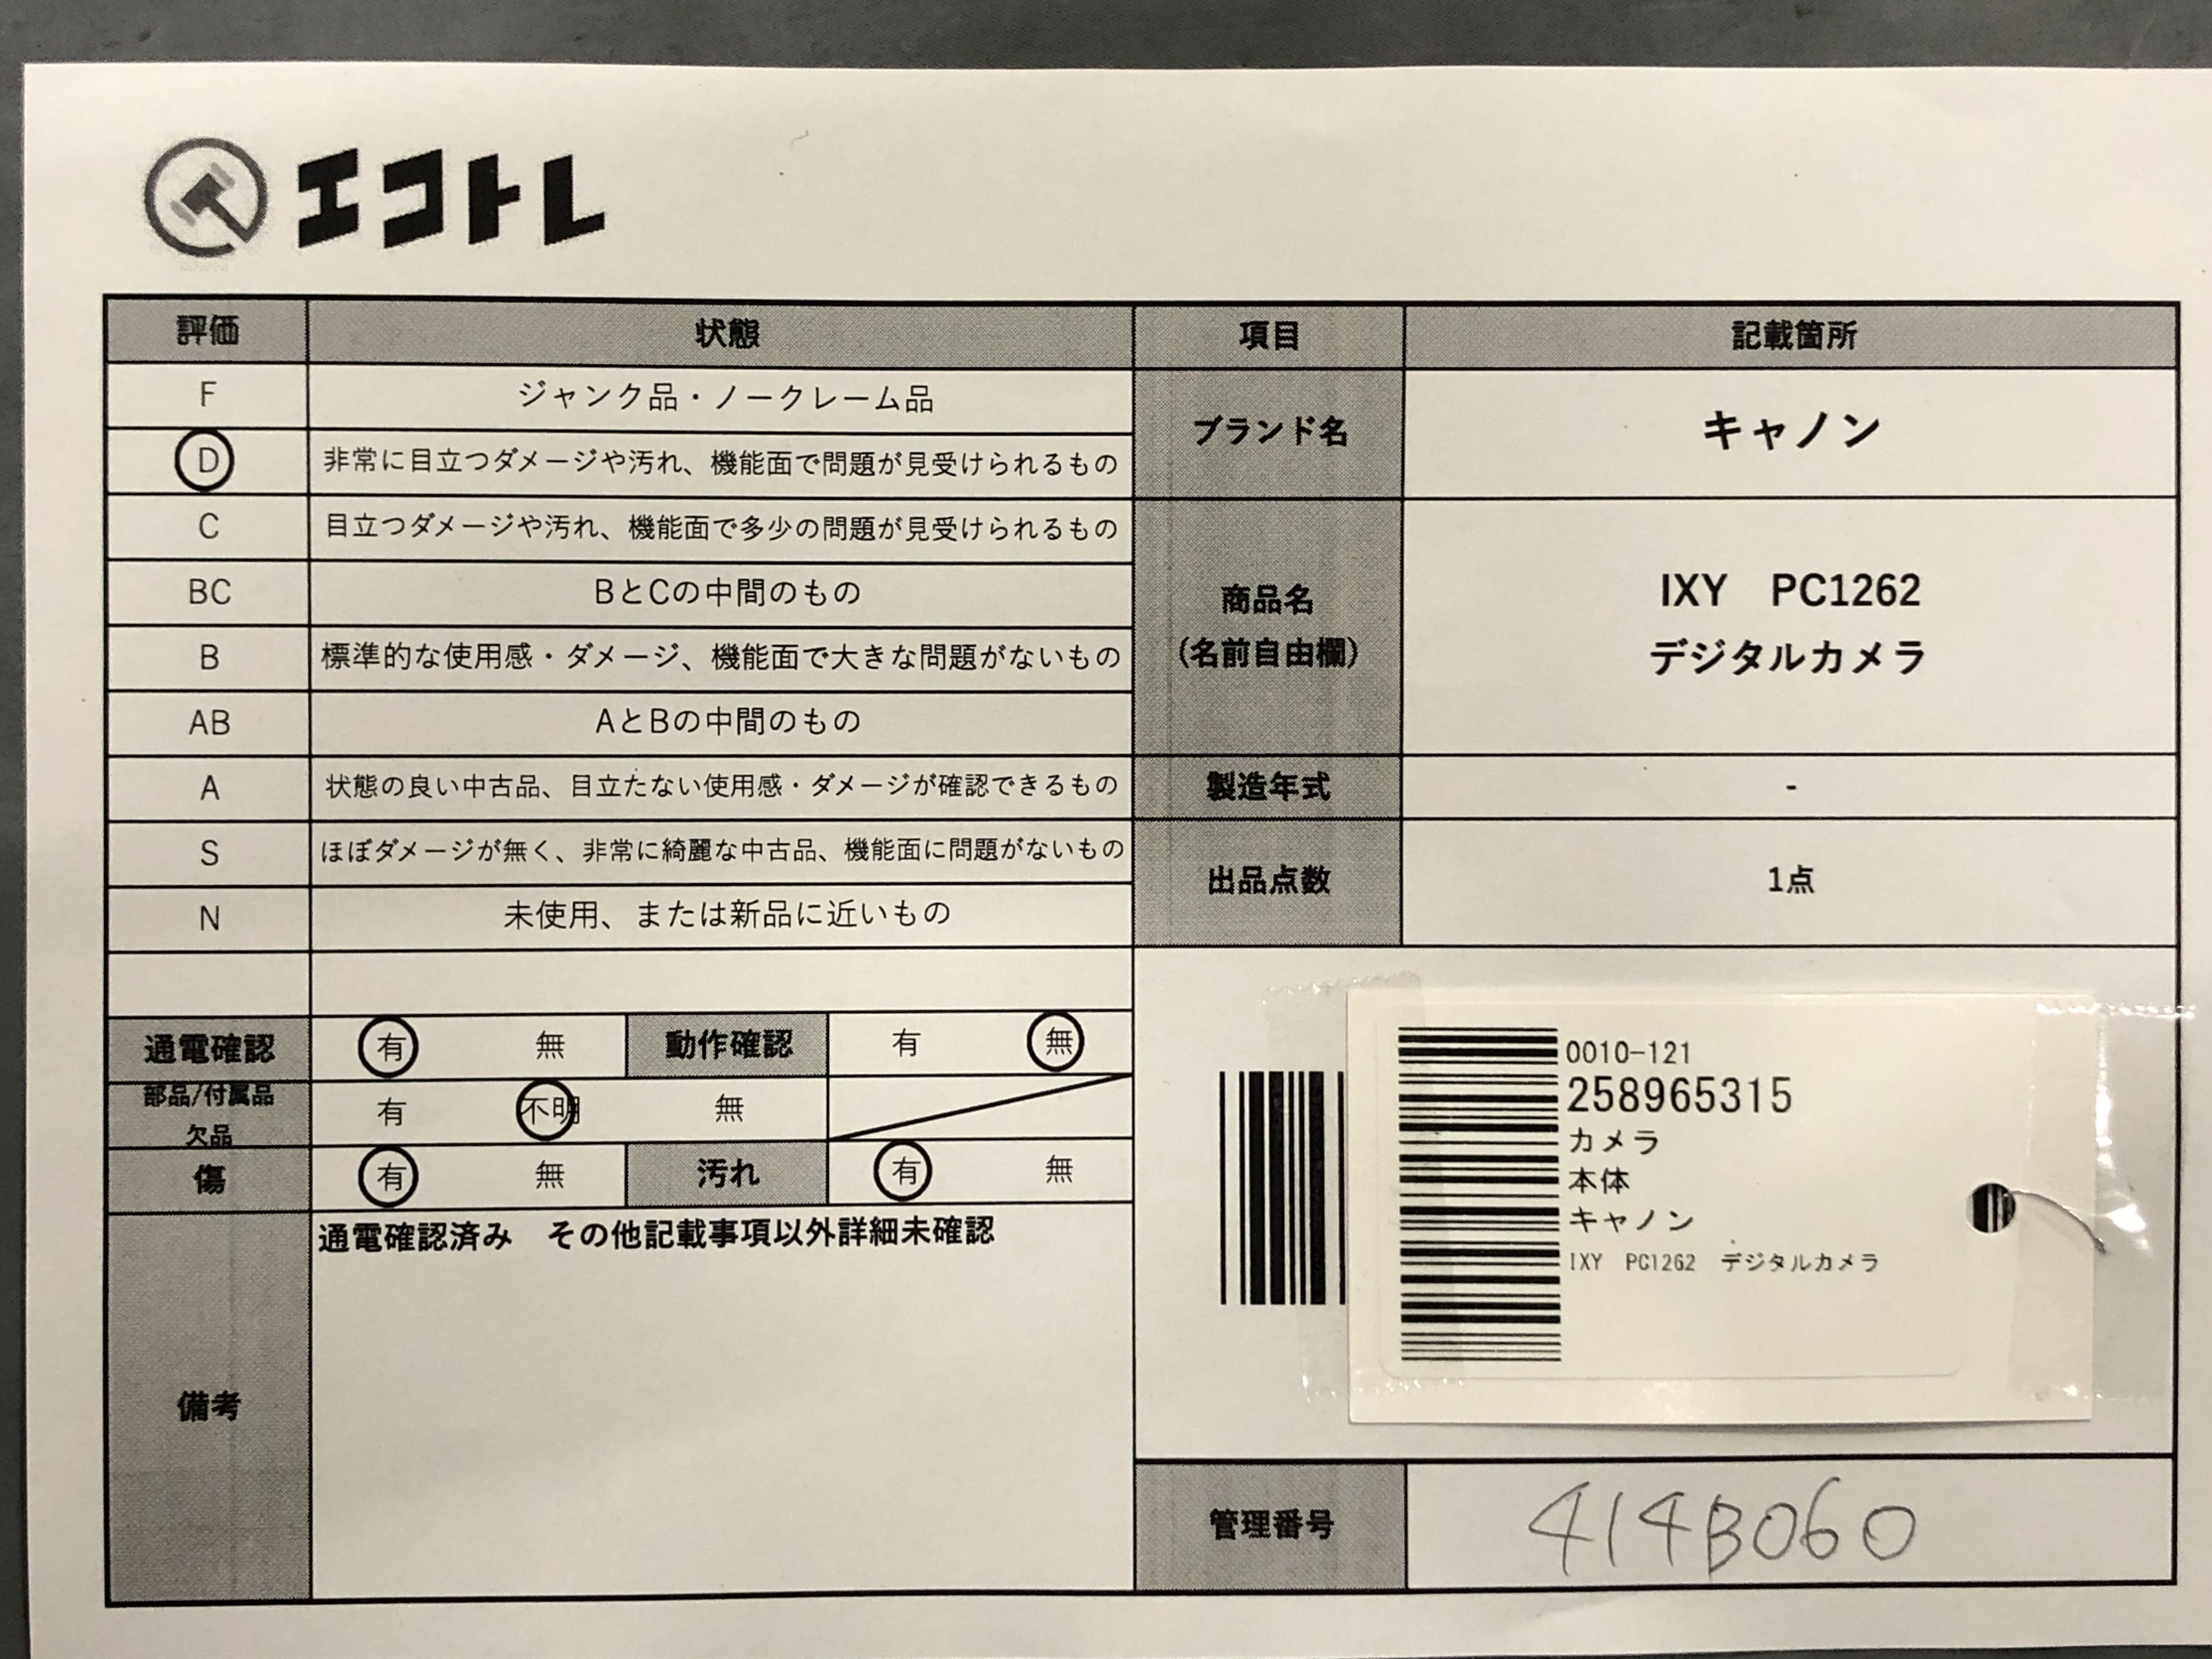 エコトレ
評価 状態 項目 記載箇所
F ジャンク品・ノークレーム品
D 非常に目立つダメージや汚れ、機能面で問題が見受けられるもの
C 目立つダメージや汚れ、機能面で多少の問題が見受けられるもの
BC BとCの中間のもの
B 標準的な使用感・ダメージ、機能面で大きな問題がないもの
AB AとBの中間のもの
A 状態の良い中古品、目立たない使用感・ダメージが確認できるもの
S ほぼダメージが無く、非常に綺麗な中古品、機能面に問題がないもの
N 未使用、または新品に近いもの
ブランド名 キャノン
商品名
(名前自由欄)
IXY PC1262
デジタルカメラ
製造年式 -
出品点数 1点
通電確認 有 無 動作確認 有 無
部品/付属品
欠品
有 不明 無
傷 有 無 汚れ 有 無
備考
通電確認済み その他記載事項以外詳細未確認
0010-121
258965315
カメラ
本体
キャノン
IXY PC1262 デジタルカメラ
管理番号 414B060